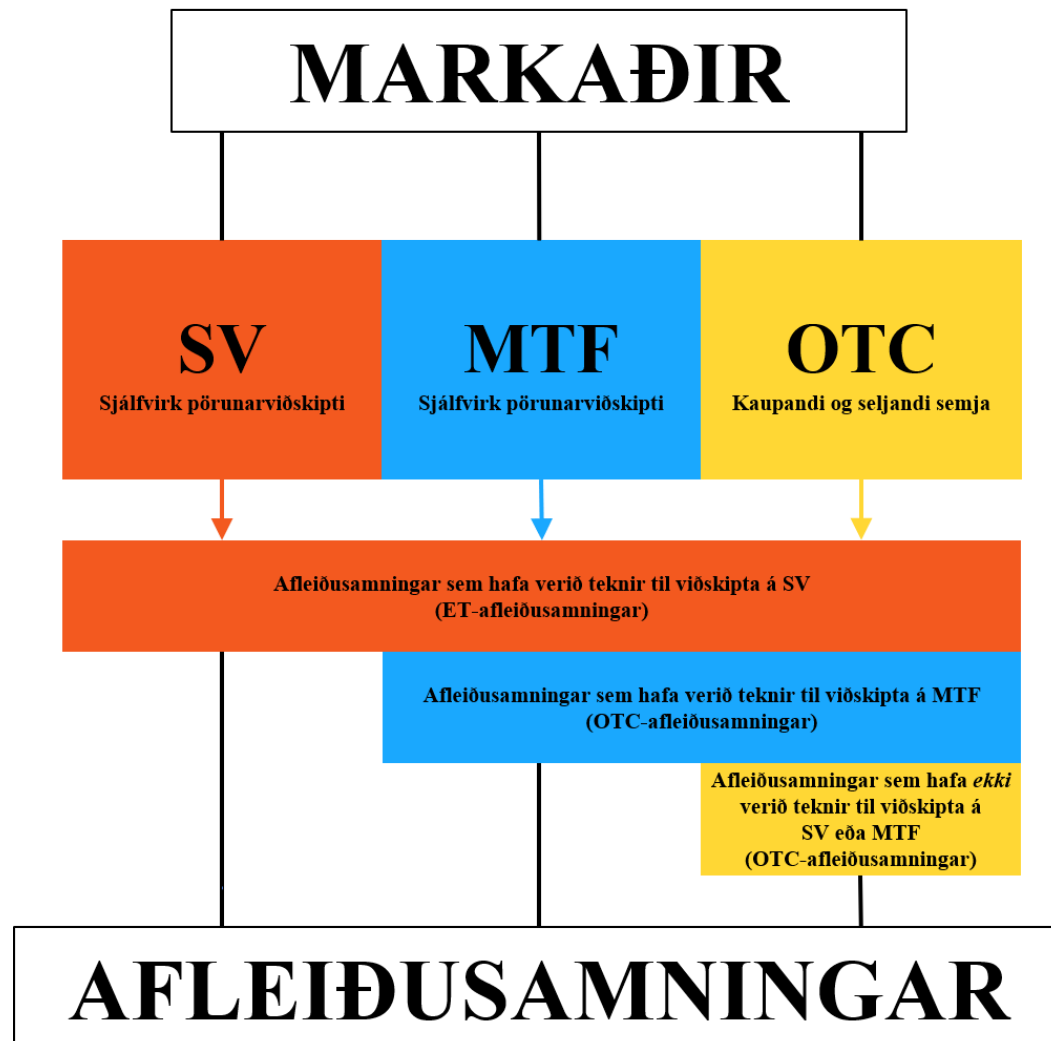 MARKAÐIR
SV
Sjálfvirk pörunarviðskipti
MTF
Sjálfvirk pörunarviðskipti
OTC
Kaupandi og seljandi semja
Afleiðusamningar sem hafa verið teknir til viðskipta á SV
(ET-afleiðusamningar)
Afleiðusamningar sem hafa verið teknir til viðskipta á MTF
(OTC-afleiðusamningar)
Afleiðusamningar sem hafa ekki
verið teknir til viðskipta á
SV eða MTF
(OTC-afleiðusamningar)
AFLEIÐUSAMNINGAR